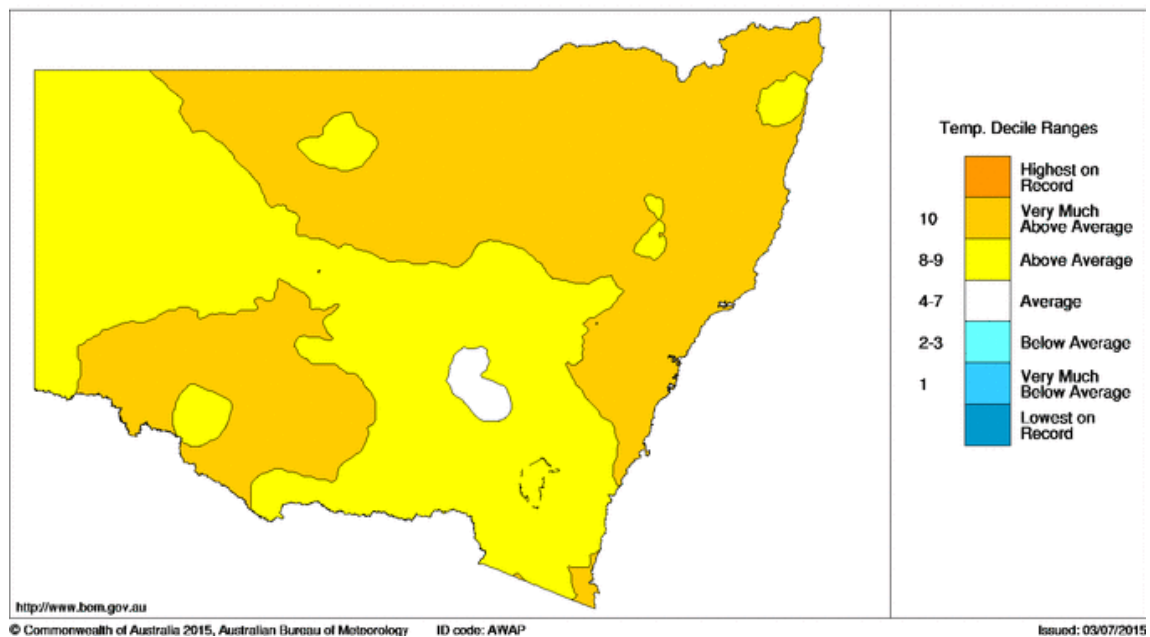 Temp. Decile Ranges
Highest on
Record
10
Very Much
Above Average
8-9
Above Average
4-7
Average
2-3
Below Average
1
Very Much
Below Average
Lowest on
Record
http://www.bom.gov.au
© Commonwealth of Australia 2015, Australian Bureau of Meteorology ID code: AWAP Issued: 03/07/2015